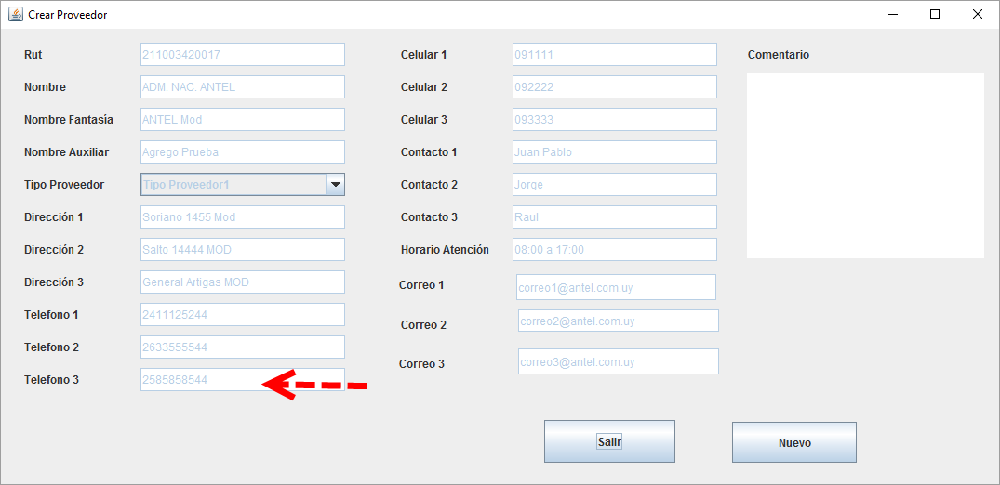 Crear Proveedor
Rut 211003420017
Nombre ADM. NAC. ANTEL
Nombre Fantasía ANTEL Mod
Nombre Auxiliar Agrego Prueba
Tipo Proveedor Tipo Proveedor1
Dirección 1 Soriano 1455 Mod
Dirección 2 Salto 14444 MOD
Dirección 3 General Artigas MOD
Telefono 1 2411125244
Telefono 2 2633555544
Telefono 3 2585858544
Celular 1 091111
Celular 2 092222
Celular 3 093333
Contacto 1 Juan Pablo
Contacto 2 Jorge
Contacto 3 Raul
Horario Atención 08:00 a 17:00
Correo 1 correo1@antel.com.uy
Correo 2 correo2@antel.com.uy
Correo 3 correo3@antel.com.uy
Comentario
Salir
Nuevo